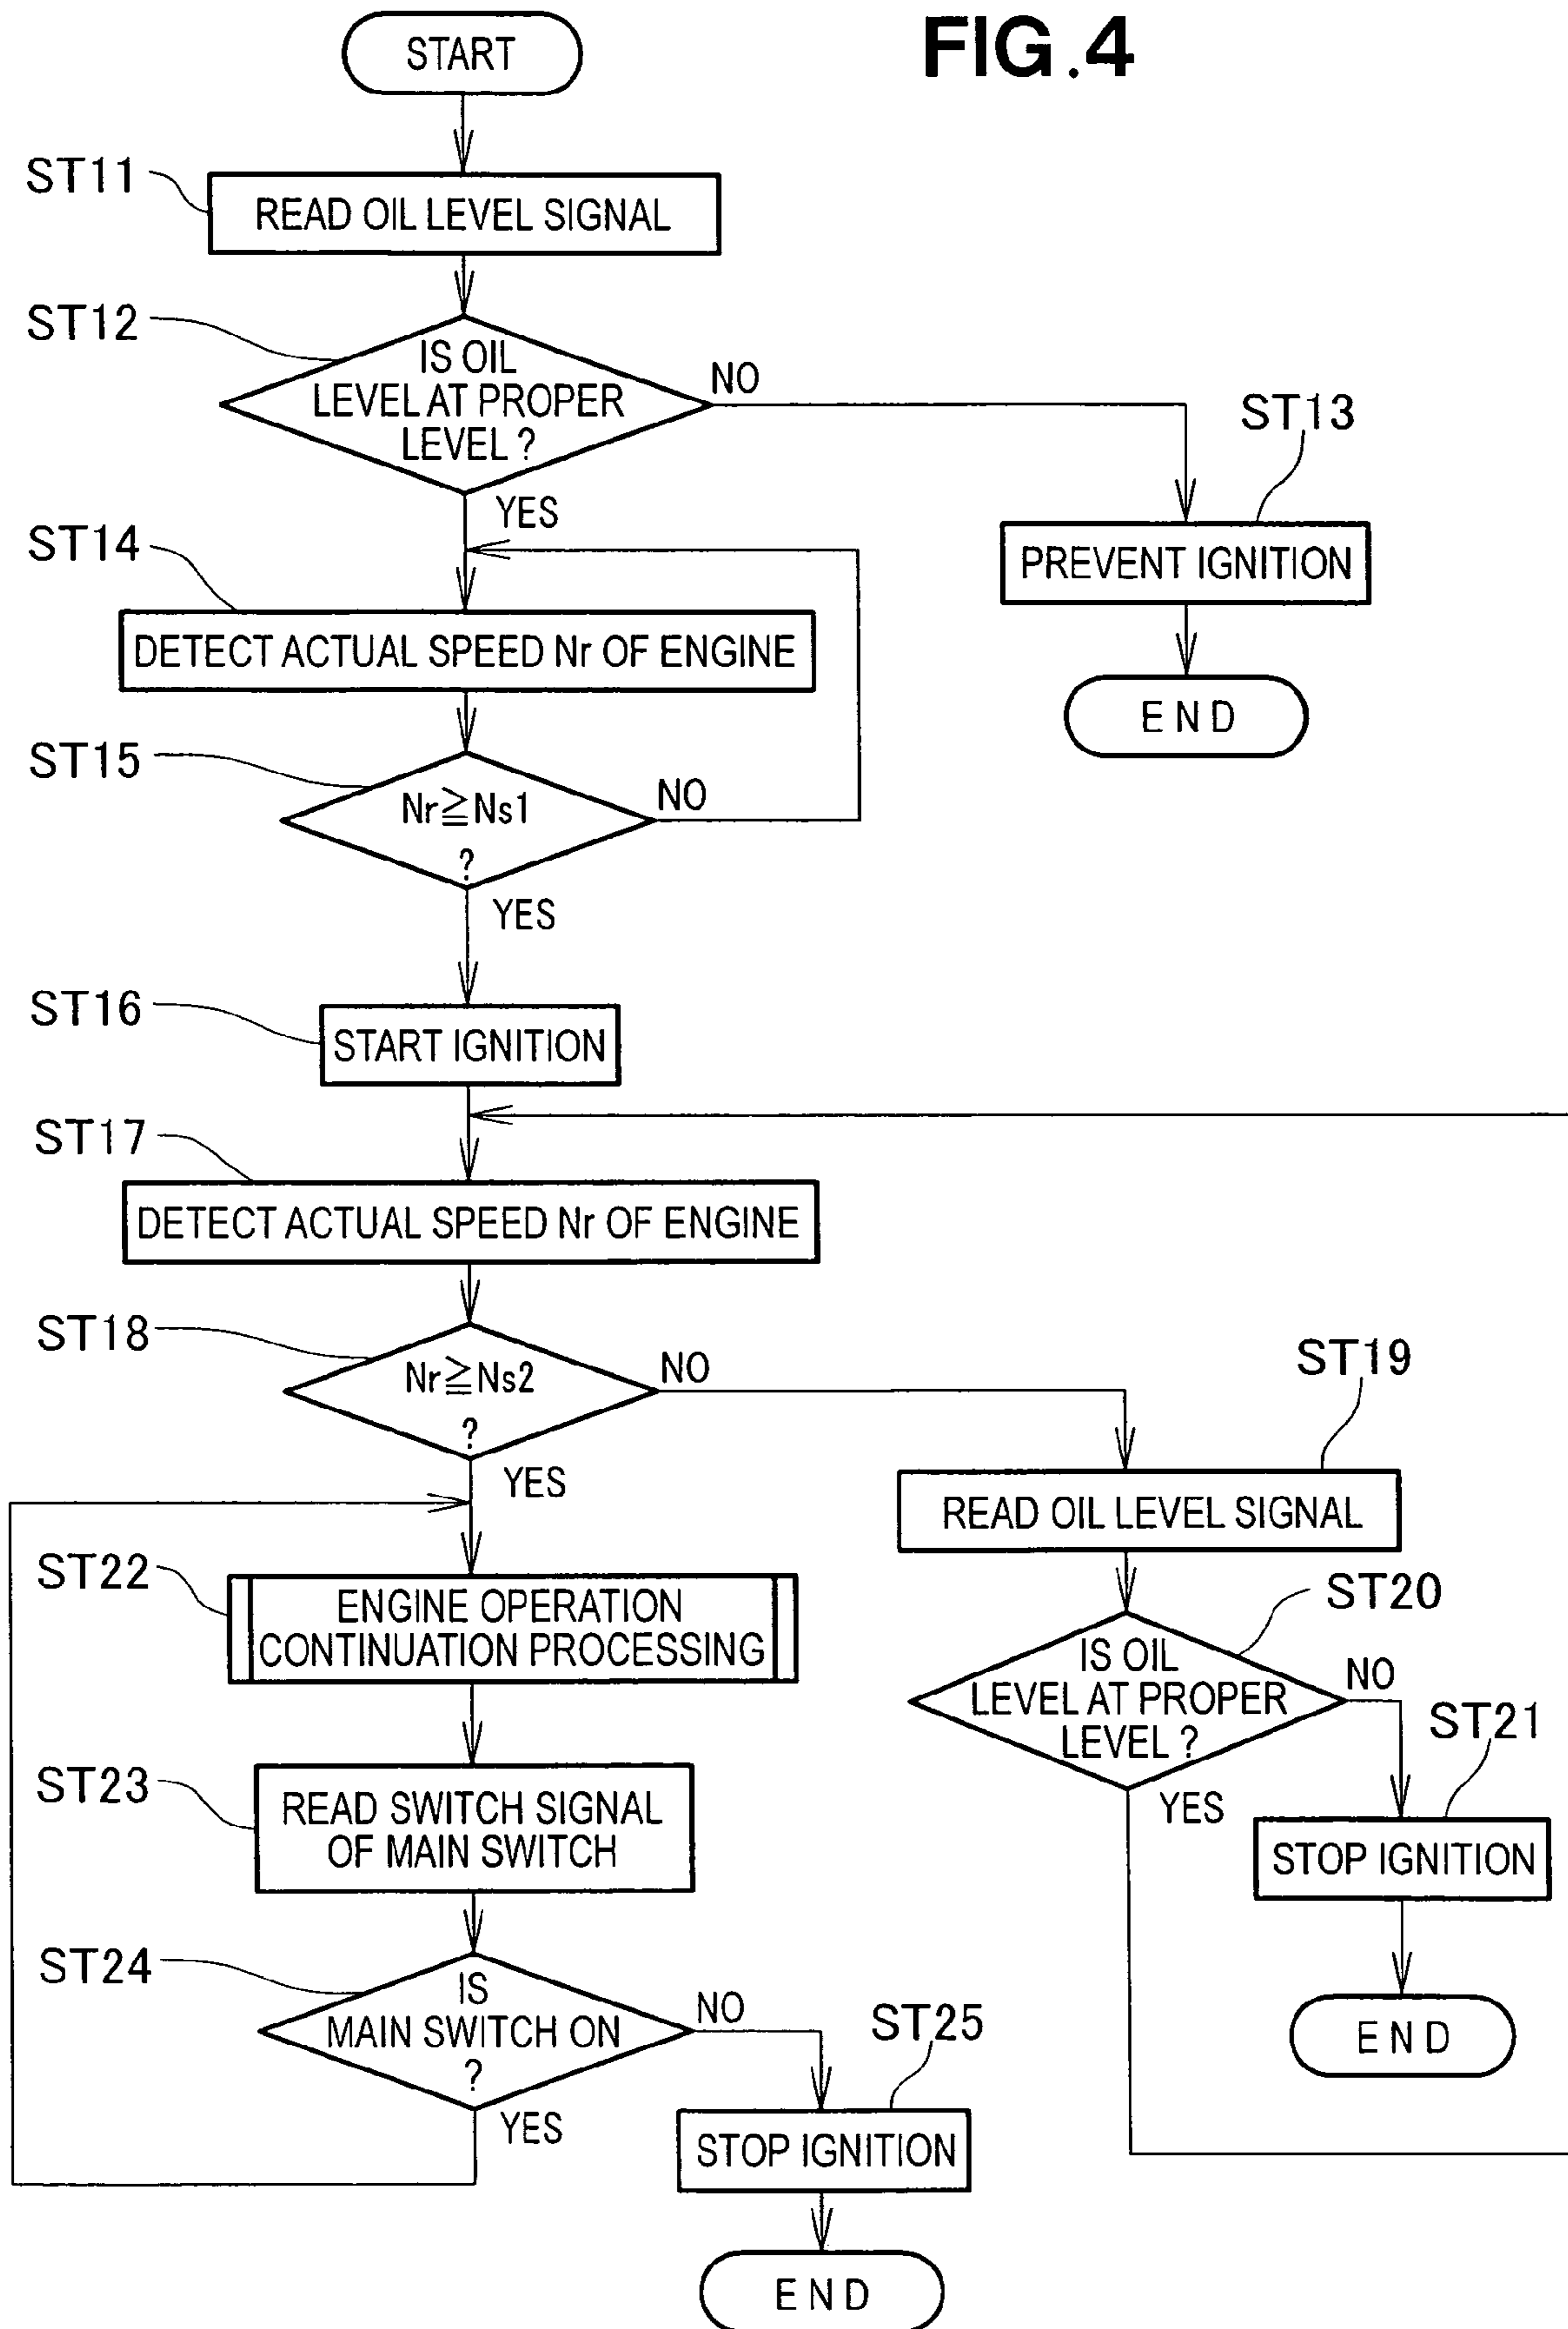 FIG.4
START
ST11
READ OIL LEVEL SIGNAL
ST12
IS OIL
LEVEL AT PROPER
LEVEL ?
NO
YES
ST13
PREVENT IGNITION
END
ST14
DETECT ACTUAL SPEED Nr OF ENGINE
ST15
Nr≧Ns1
?
NO
YES
ST16
START IGNITION
ST17
DETECT ACTUAL SPEED Nr OF ENGINE
ST18
Nr≧Ns2
?
NO
YES
ST19
READ OIL LEVEL SIGNAL
ST20
IS OIL
LEVEL AT PROPER
LEVEL ?
NO
YES
ST21
STOP IGNITION
END
ST22
ENGINE OPERATION
CONTINUATION PROCESSING
ST23
READ SWITCH SIGNAL
OF MAIN SWITCH
ST24
IS
MAIN SWITCH ON
?
NO
YES
ST25
STOP IGNITION
END